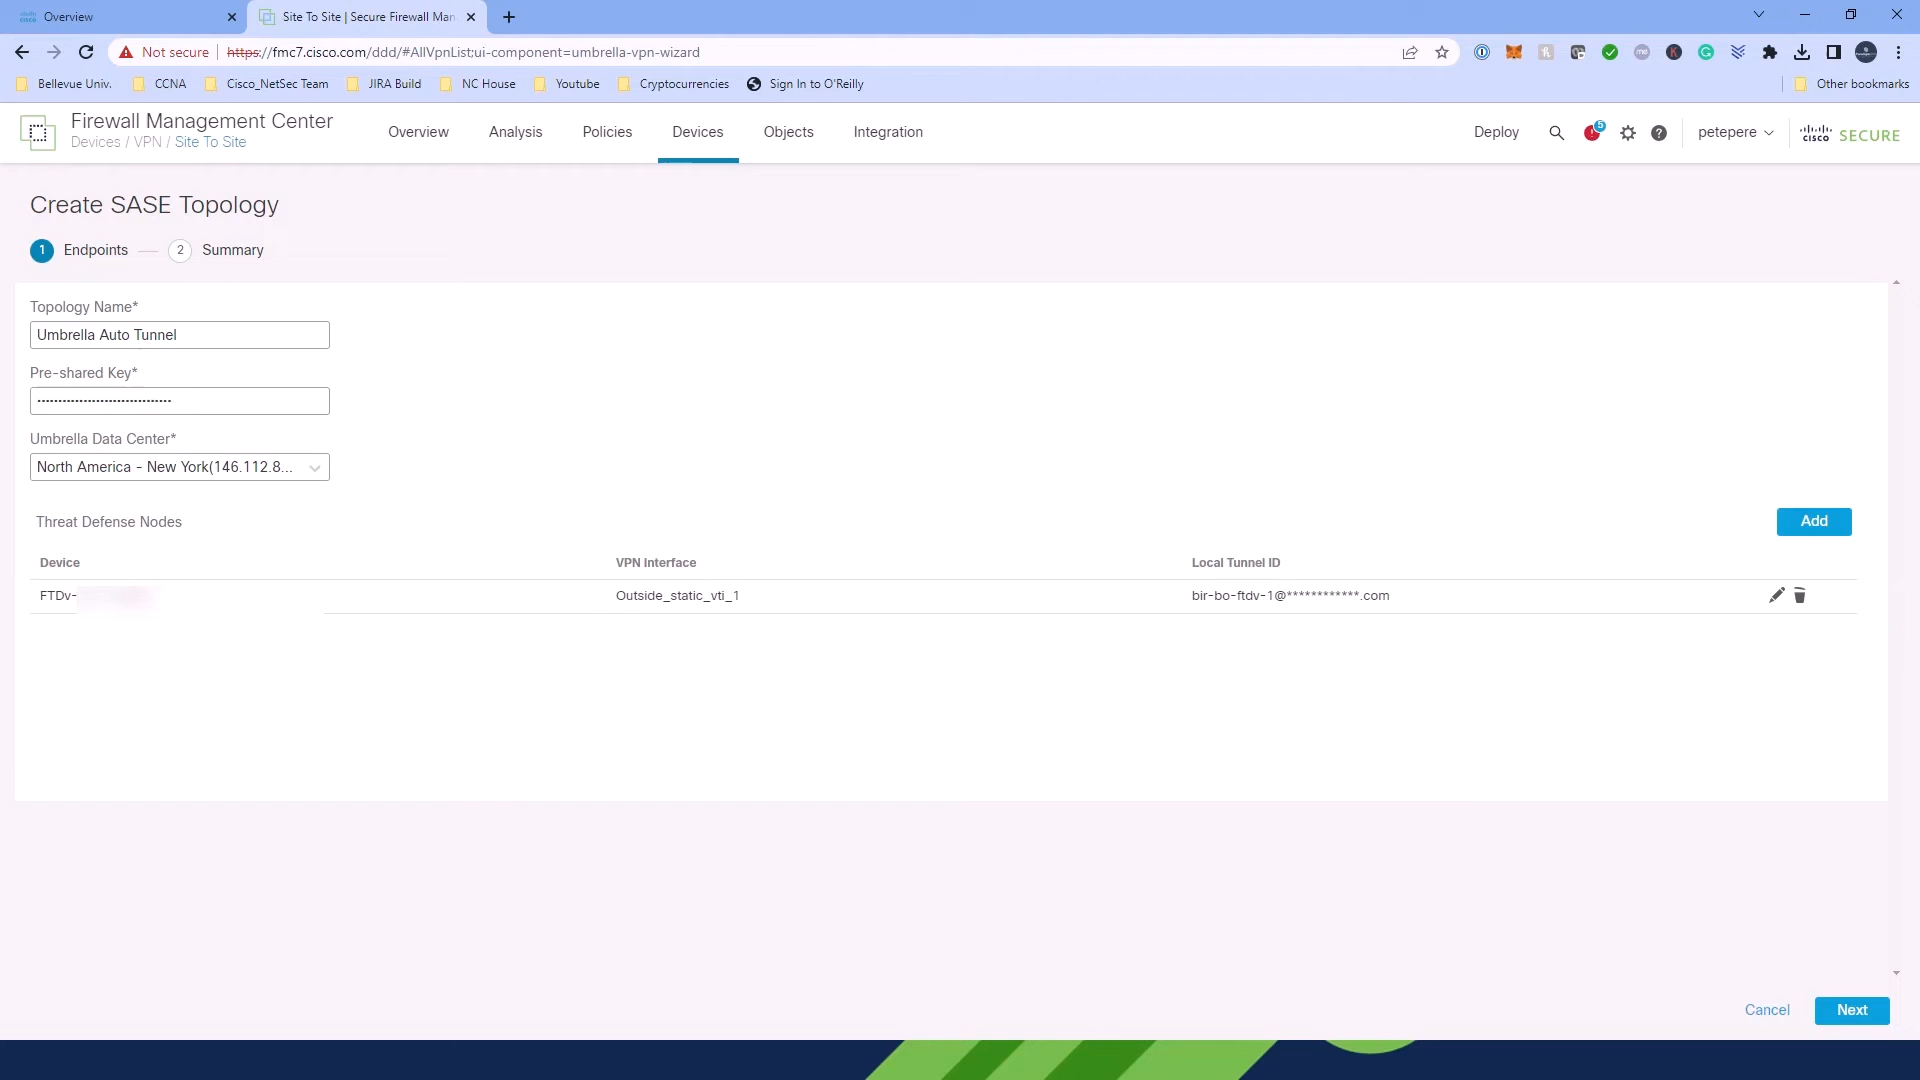 Overview
Site To Site | Secure Firewall Man
Not secure
https://fmc7.cisco.com/ddd/#AllVpnList;ui-component=umbrella-vpn-wizard
Bellevue Univ.
CCNA
Cisco_NetSec Team
JIRA Build
NC House
Youtube
Cryptocurrencies
Sign In to O'Reilly
Other bookmarks
Firewall Management Center
Devices / VPN / Site To Site
Overview
Analysis
Policies
Devices
Objects
Integration
Deploy
5
petepere
cisco SECURE
Create SASE Topology
1 Endpoints
2 Summary
Topology Name*
Umbrella Auto Tunnel
Pre-shared Key*
Umbrella Data Center*
North America - New York(146.112.8...
Threat Defense Nodes
Add
Device
VPN Interface
Local Tunnel ID
FTDv-
Outside_static_vti_1
bir-bo-ftdv-1@************.com
Cancel
Next